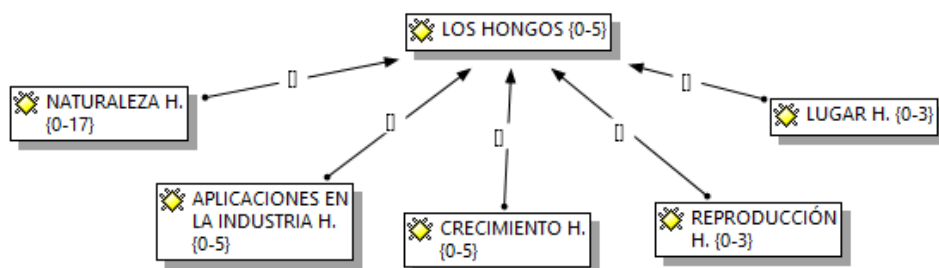 LOS HONGOS {0-5}
[]
[]
[]
[]
[]
NATURALEZA H.
{0-17}
LUGAR H. {0-3}
APLICACIONES EN
LA INDUSTRIA H.
{0-5}
CRECIMIENTO H.
{0-5}
REPRODUCCIÓN
H. {0-3}